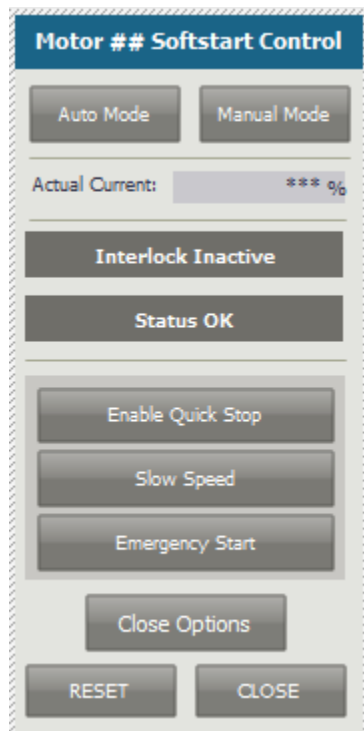 Motor ## Softstart Control
Auto Mode Manual Mode
Actual Current: *** %
Interlock Inactive
Status OK
Enable Quick Stop
Slow Speed
Emergency Start
Close Options
RESET CLOSE